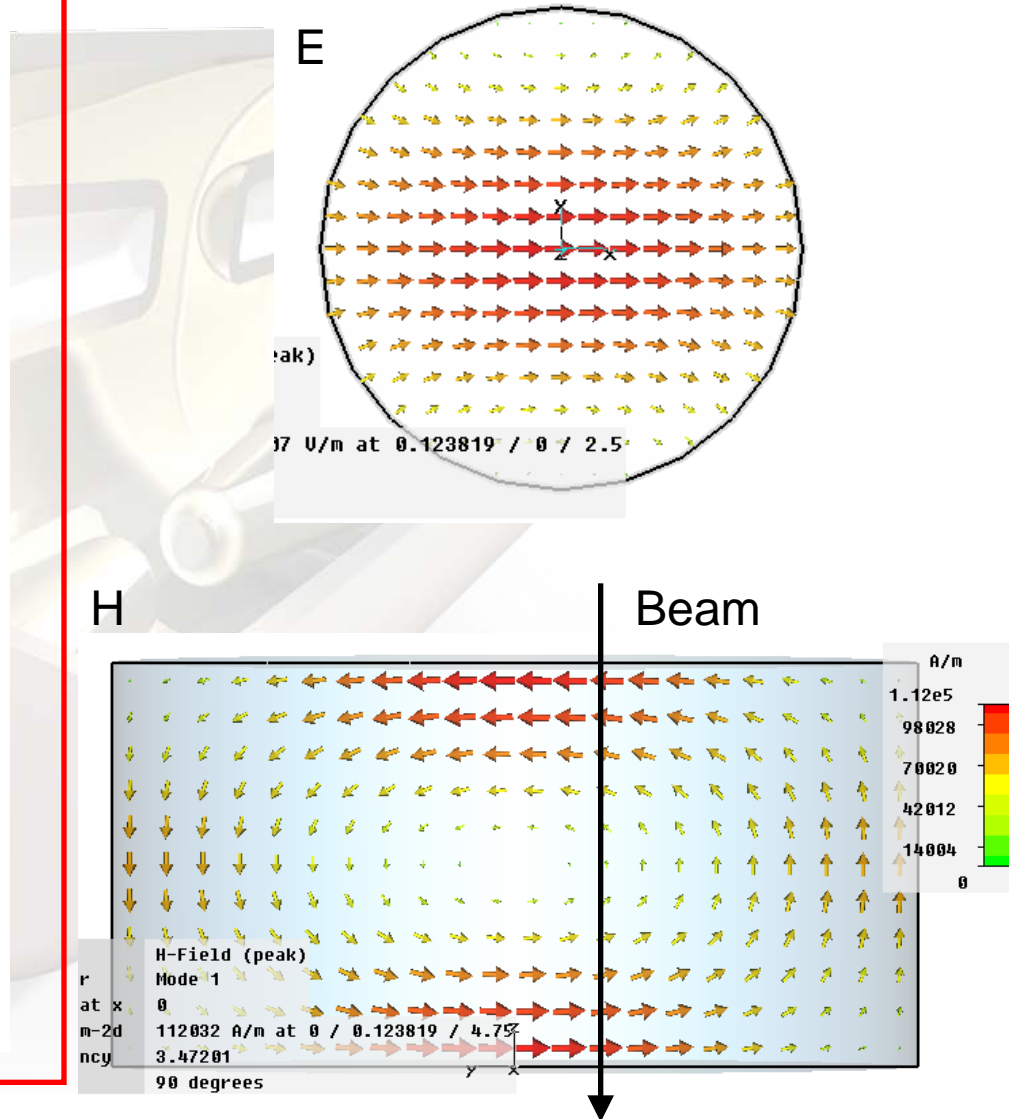 E
Y
Z
x
eak)
07 V/m at 0.123819 / 0 / 2.5
H
Beam
A/m
1.12e5
98028
70020
42012
14004
0
H-Field (peak)
r Mode 1
at x 0
m-2d 112032 A/m at 0 / 0.123819 / 4.75
ncy 3.47201
90 degrees
Z
y x